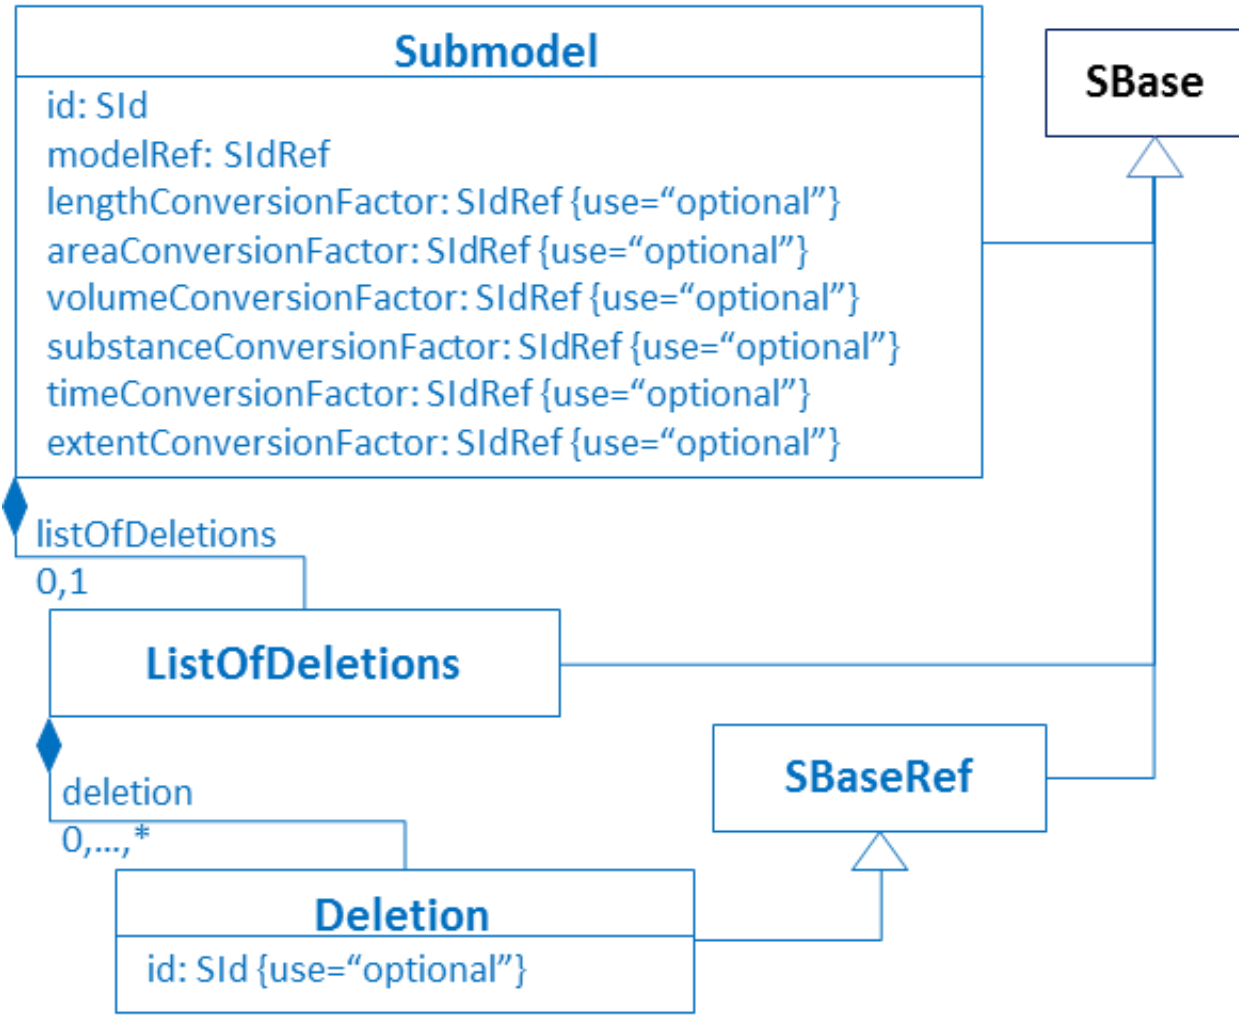 Submodel
SBase
id: SId
modelRef: SIdRef
lengthConversionFactor: SIdRef {use=“optional”}
areaConversionFactor: SIdRef {use=“optional”}
volumeConversionFactor: SIdRef {use=“optional”}
substanceConversionFactor: SIdRef {use=“optional”}
timeConversionFactor: SIdRef {use=“optional”}
extentConversionFactor: SIdRef {use=“optional”}
listOfDeletions
0,1
ListOfDeletions
SBaseRef
deletion
0,...,*
Deletion
id: SId {use=“optional”}